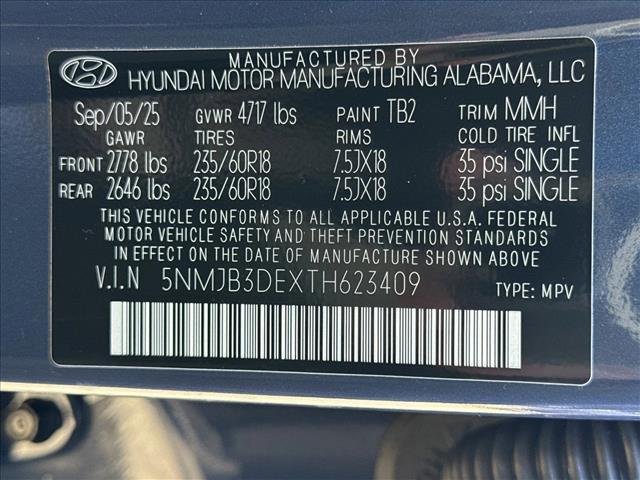 MANUFACTURED BY
HYUNDAI MOTOR MANUFACTURING ALABAMA, LLC
Sep/05/25 GVWR 4717 lbs PAINT TB2 TRIM MMH
GAWR TIRES RIMS COLD TIRE INFL
FRONT 2778 lbs 235/60R18 7.5JX18 35 psi SINGLE
REAR 2646 lbs 235/60R18 7.5JX18 35 psi SINGLE
THIS VEHICLE CONFORMS TO ALL APPLICABLE U.S.A. FEDERAL
MOTOR VEHICLE SAFETY AND THEFT PREVENTION STANDARDS
IN EFFECT ON THE DATE OF MANUFACTURE SHOWN ABOVE.
V.I.N 5NMJB3DEXTH623409 TYPE: MPV